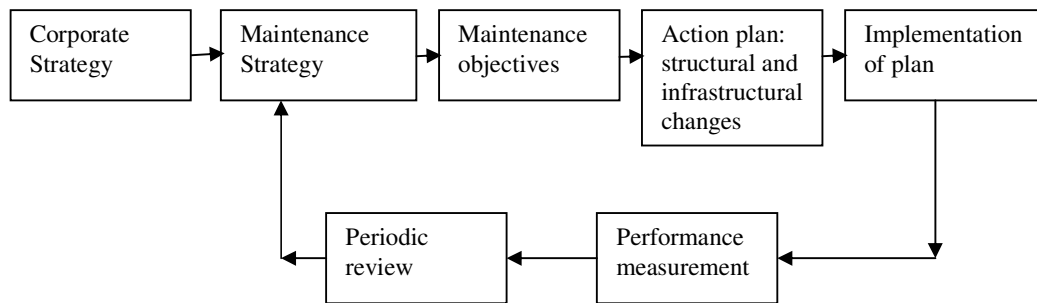 Corporate
Strategy
Maintenance
Strategy
Maintenance
objectives
Action plan:
structural and
infrastructural
changes
Implementation
of plan
Periodic
review
Performance
measurement